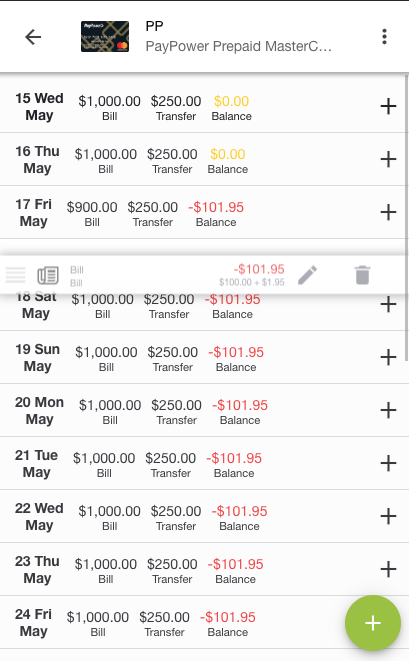 PP
PayPower Prepaid MasterC...
PayPower
15 Wed $1,000.00 $250.00 $0.00
May Bill Transfer Balance
16 Thu $1,000.00 $250.00 $0.00
May Bill Transfer Balance
17 Fri $900.00 $250.00 -$101.95
May Bill Transfer Balance
Bill -$101.95
Bill $100.00 + $1.95
18 Sat $1,000.00 $250.00 -$101.95
May Bill Transfer Balance
19 Sun $1,000.00 $250.00 -$101.95
May Bill Transfer Balance
20 Mon $1,000.00 $250.00 -$101.95
May Bill Transfer Balance
21 Tue $1,000.00 $250.00 -$101.95
May Bill Transfer Balance
22 Wed $1,000.00 $250.00 -$101.95
May Bill Transfer Balance
23 Thu $1,000.00 $250.00 -$101.95
May Bill Transfer Balance
24 Fri $1,000.00 $250.00 -$101.95
May Bill Transfer Balance